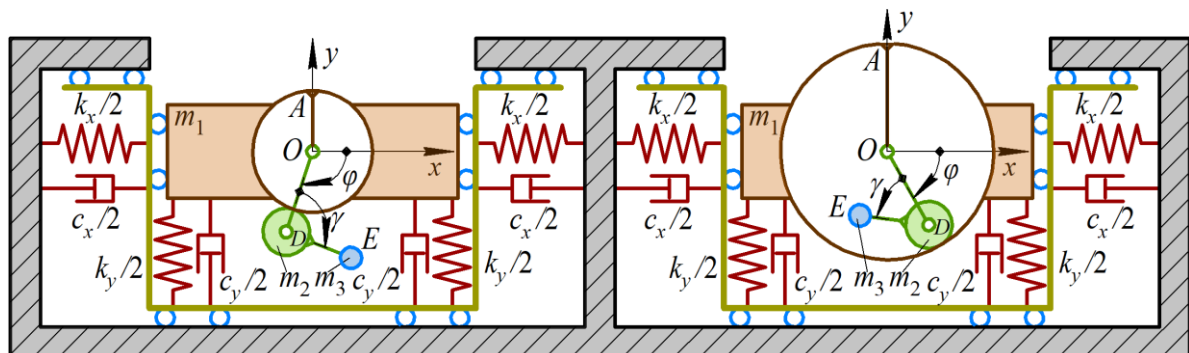 y
y
A
A
k_x/2
m_1
k_x/2
k_x/2
m_1
k_x/2
O
x
O
x
φ
φ
c_x/2
γ
E
c_x/2
c_x/2
E
γ
c_x/2
D
D
k_y/2
c_y/2
m_2
m_3
c_y/2
k_y/2
k_y/2
c_y/2
m_3
m_2
c_y/2
k_y/2